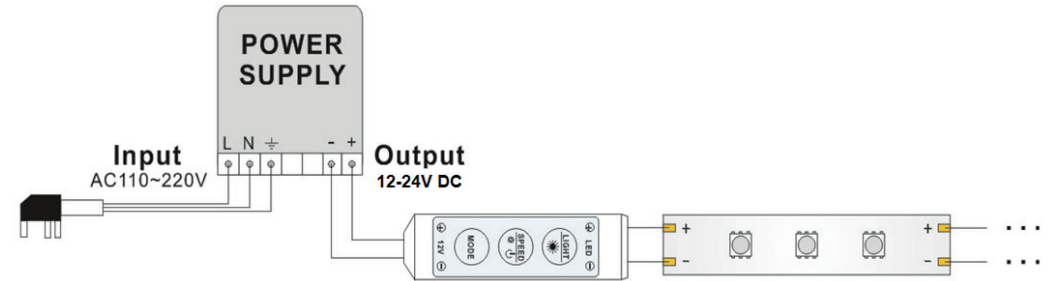 POWER
SUPPLY
L N ⏚ - +
Input
AC110~220V
Output
12-24V DC
⊕ 12V ⊖
MODE
SPEED
LIGHT
⊕ LED ⊖
+ +
- -